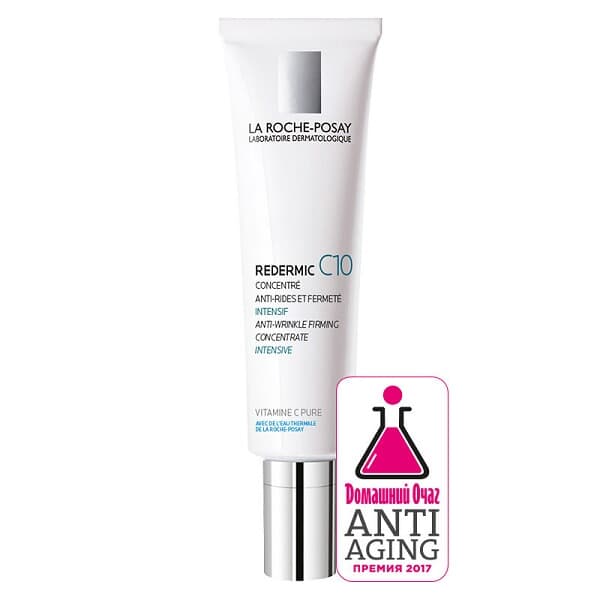 LA ROCHE-POSAY
LABORATOIRE DERMATOLOGIQUE
REDERMIC C10
CONCENTRÉ
ANTI-RIDES ET FERMETÉ
INTENSIF
ANTI-WRINKLE FIRMING
CONCENTRATE
INTENSIVE
VITAMINE C PURE
AVEC DE L'EAU THERMALE
DE LA ROCHE-POSAY
Домашний Очаг
ANTI
AGING
ПРЕМИЯ 2017